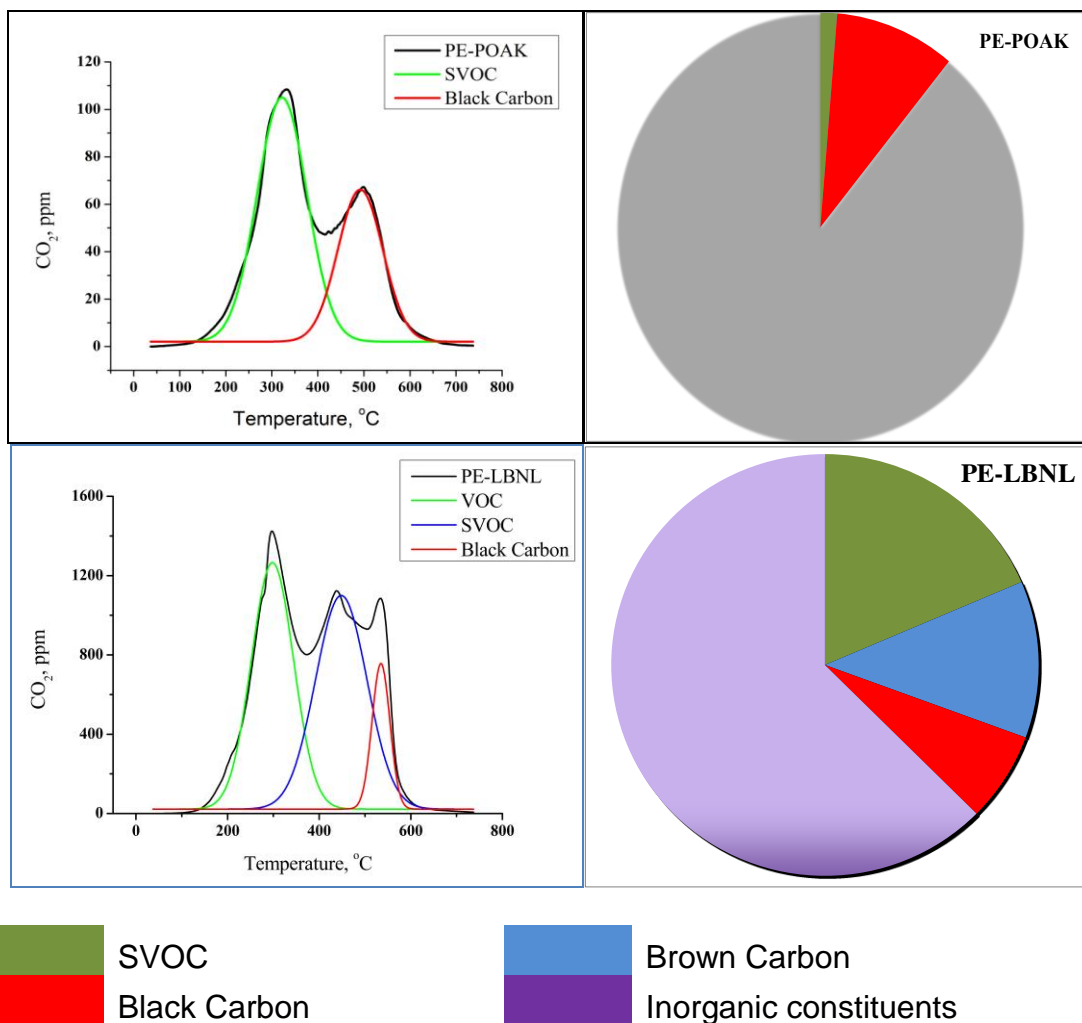 PE-POAK
SVOC
Black Carbon
120
100
80
60
40
20
0
CO2, ppm
0 100 200 300 400 500 600 700 800
Temperature, °C
PE-POAK
PE-LBNL
VOC
SVOC
Black Carbon
1600
1200
800
400
0
CO2, ppm
0 200 400 600 800
Temperature, °C
PE-LBNL
SVOC
Brown Carbon
Black Carbon
Inorganic constituents